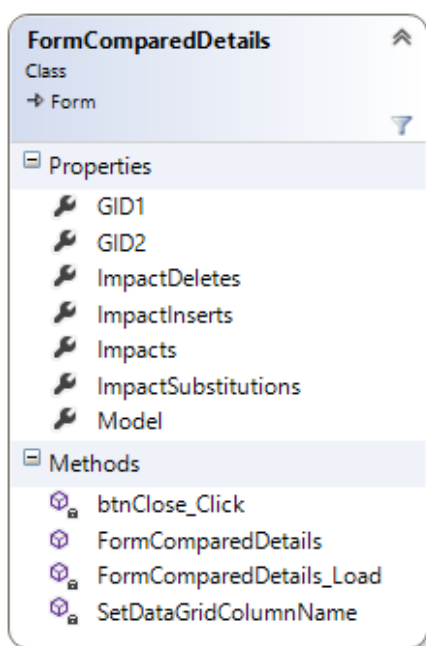 FormComparedDetails
Class
Form
Properties
GID1
GID2
ImpactDeletes
ImpactInserts
Impacts
ImpactSubstitutions
Model
Methods
btnClose_Click
FormComparedDetails
FormComparedDetails_Load
SetDataGridColumnName